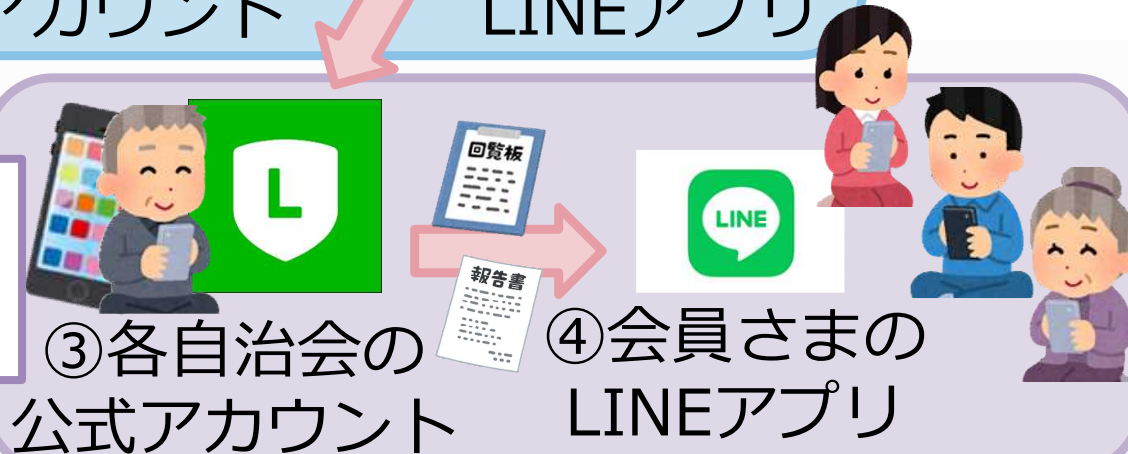 アカウント
LINEアプリ
回覧板
L
LINE
報告書
③各自治会の
公式アカウント
④会員さまの
LINEアプリ